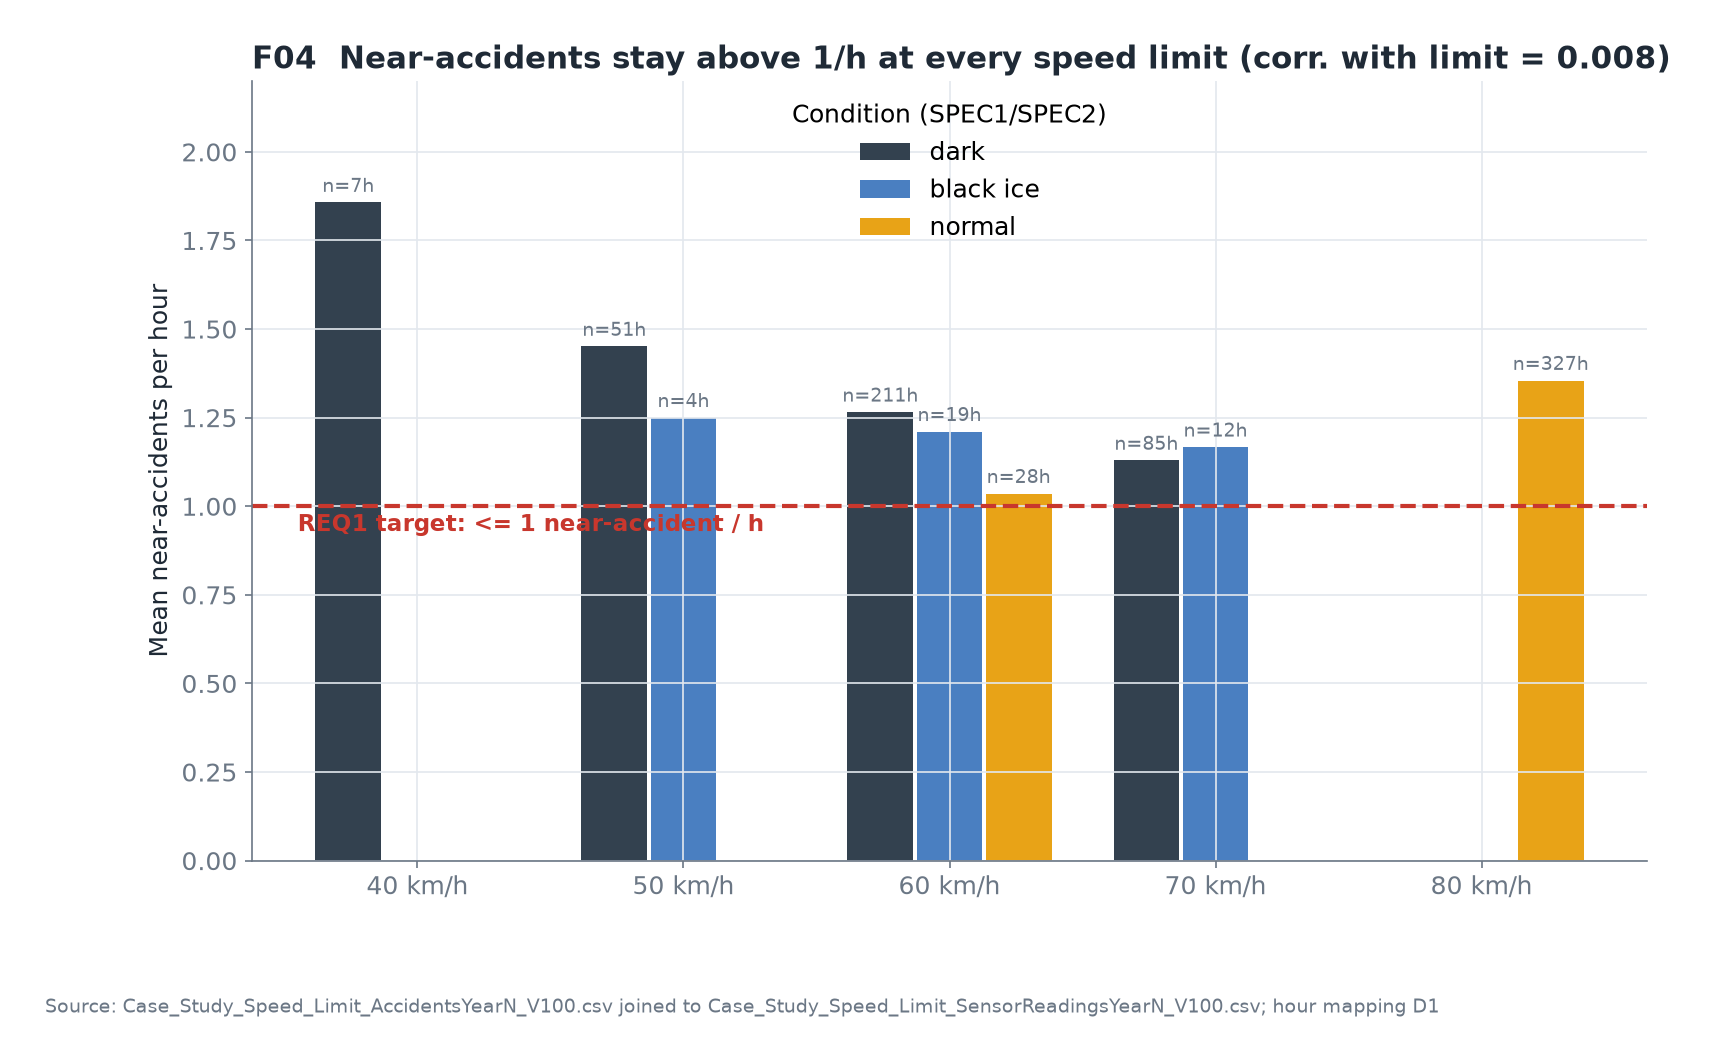 F04  Near-accidents stay above 1/h at every speed limit (corr. with limit = 0.008)
Condition (SPEC1/SPEC2)
dark
black ice
normal
Mean near-accidents per hour
2.00
1.75
1.50
1.25
1.00
0.75
0.50
0.25
0.00
n=7h
n=51h
n=4h
n=211h
n=19h
n=28h
n=85h
n=12h
n=327h
REQ1 target: <= 1 near-accident / h
40 km/h
50 km/h
60 km/h
70 km/h
80 km/h
Source: Case_Study_Speed_Limit_AccidentsYearN_V100.csv joined to Case_Study_Speed_Limit_SensorReadingsYearN_V100.csv; hour mapping D1